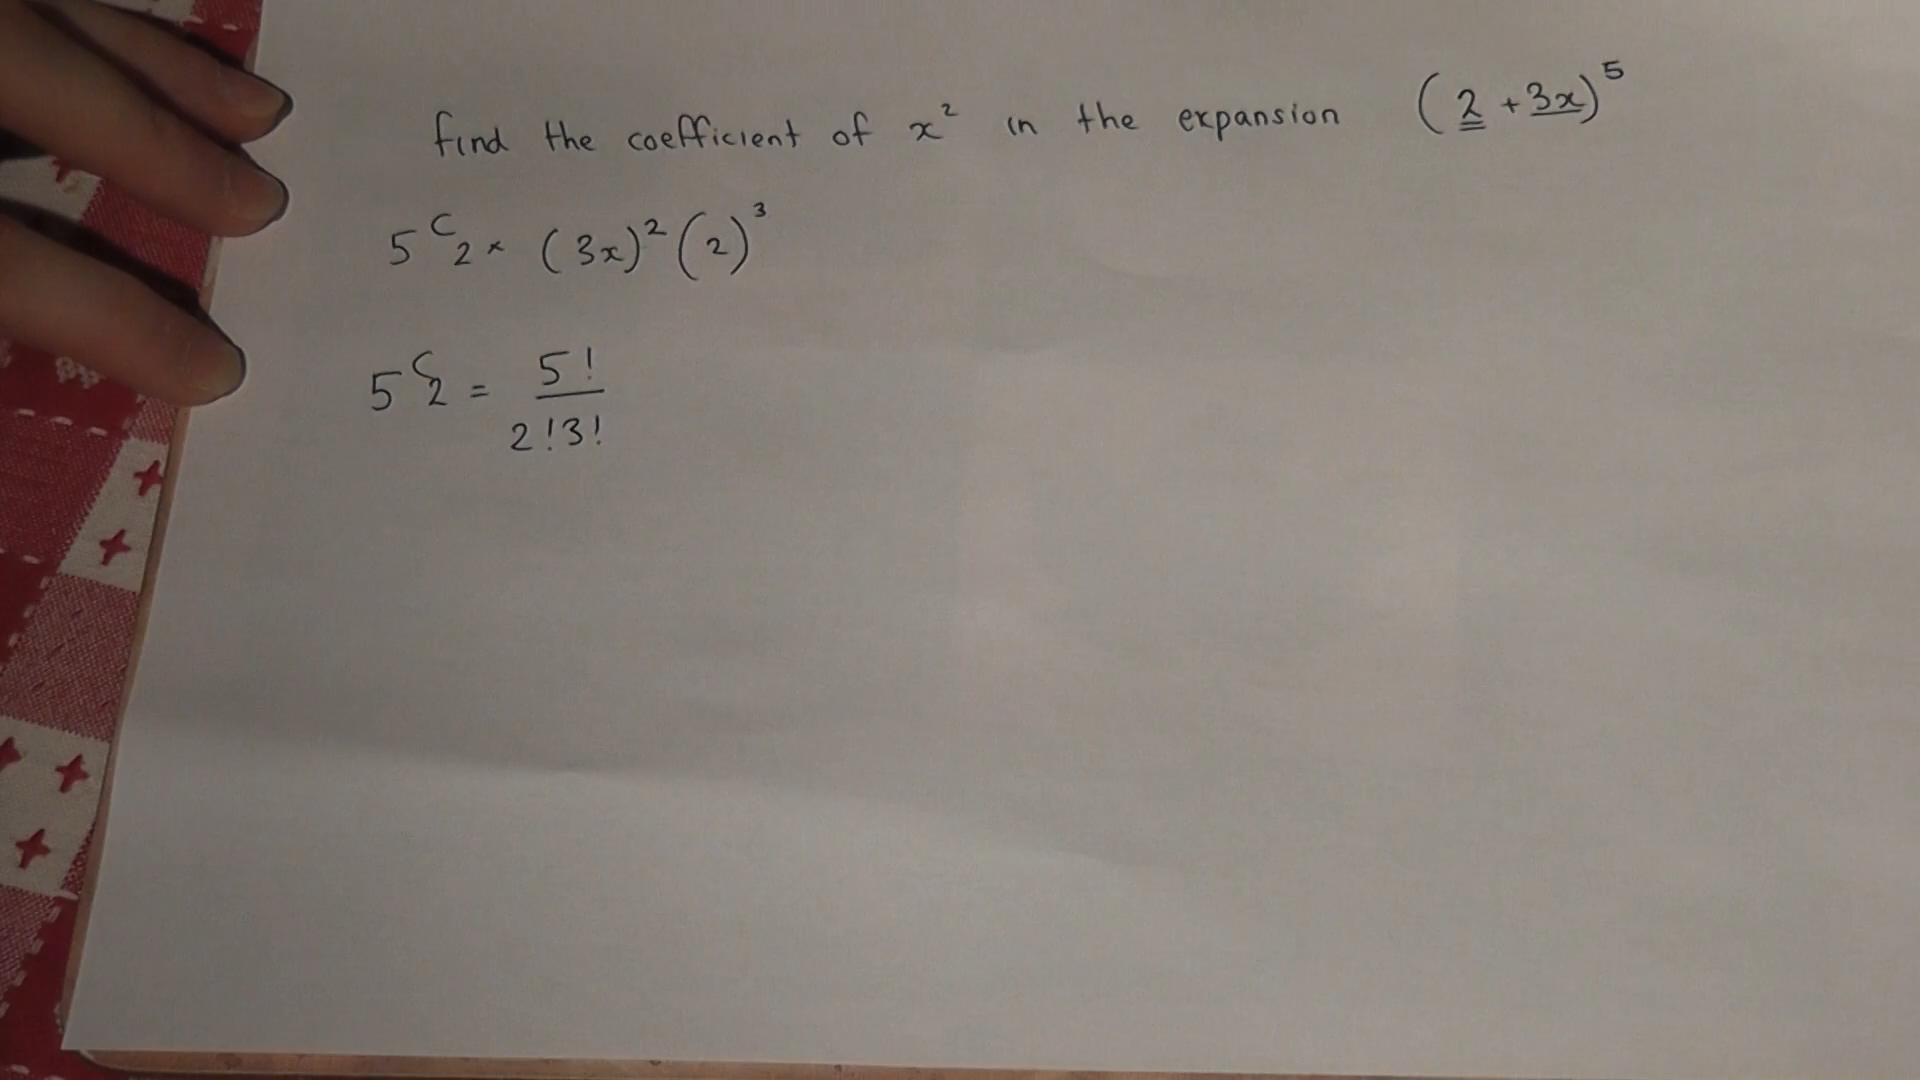 find the coefficient of x² in the expansion (2 + 3x)⁵
5C2 × (3x)² (2)³
5C2 = 5! / 2!3!